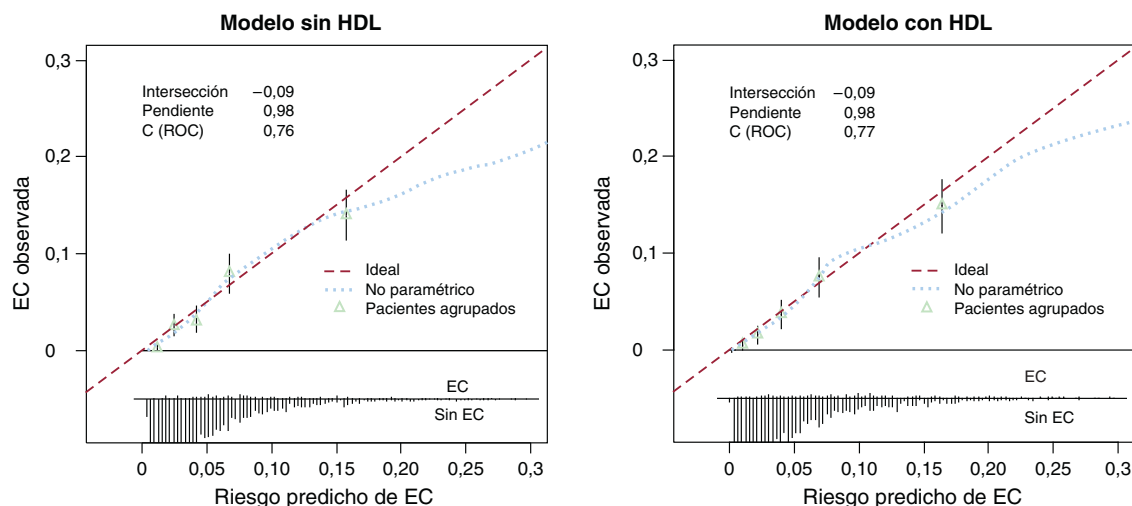 Modelo sin HDL
0,3
0,2
0,1
0
EC observada
Intersección −0,09
Pendiente 0,98
C (ROC) 0,76
Ideal
No paramétrico
Pacientes agrupados
EC
Sin EC
0 0,05 0,10 0,15 0,20 0,25 0,3
Riesgo predicho de EC
Modelo con HDL
0,3
0,2
0,1
0
EC observada
Intersección −0,09
Pendiente 0,98
C (ROC) 0,77
Ideal
No paramétrico
Pacientes agrupados
EC
Sin EC
0 0,05 0,10 0,15 0,20 0,25 0,3
Riesgo predicho de EC